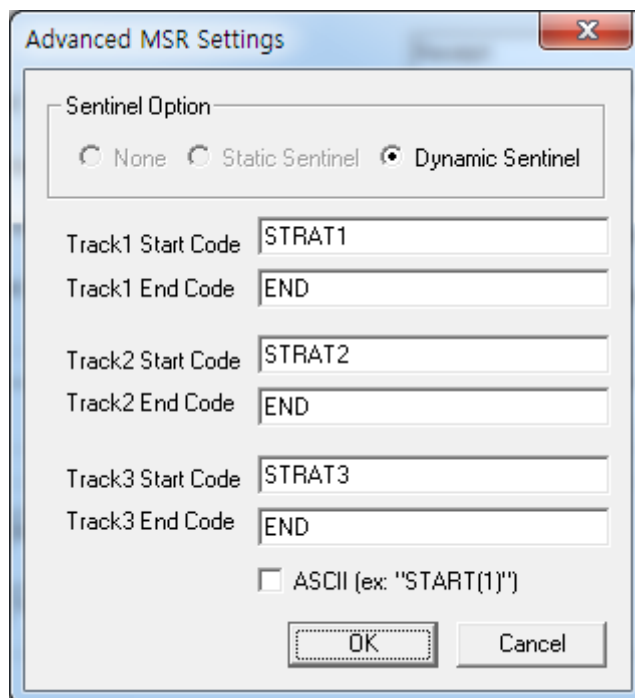 Advanced MSR Settings
Sentinel Option
None Static Sentinel Dynamic Sentinel
Track1 Start Code STRAT1
Track1 End Code END
Track2 Start Code STRAT2
Track2 End Code END
Track3 Start Code STRAT3
Track3 End Code END
ASCII (ex: "START(1)")
OK Cancel